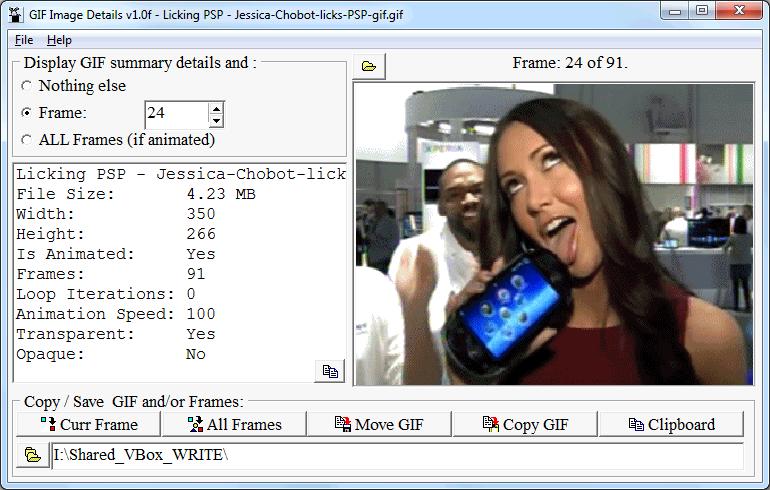 GIF Image Details v1.0f - Licking PSP - Jessica-Chobot-licks-PSP-gif.gif
File Help
Display GIF summary details and :
Nothing else
Frame: 24
ALL Frames (if animated)
Frame: 24 of 91.
Licking PSP - Jessica-Chobot-lick
File Size: 4.23 MB
Width: 350
Height: 266
Is Animated: Yes
Frames: 91
Loop Iterations: 0
Animation Speed: 100
Transparent: Yes
Opaque: No
Copy / Save GIF and/or Frames:
Curr Frame All Frames Move GIF Copy GIF Clipboard
I:\Shared_VBox_WRITE\